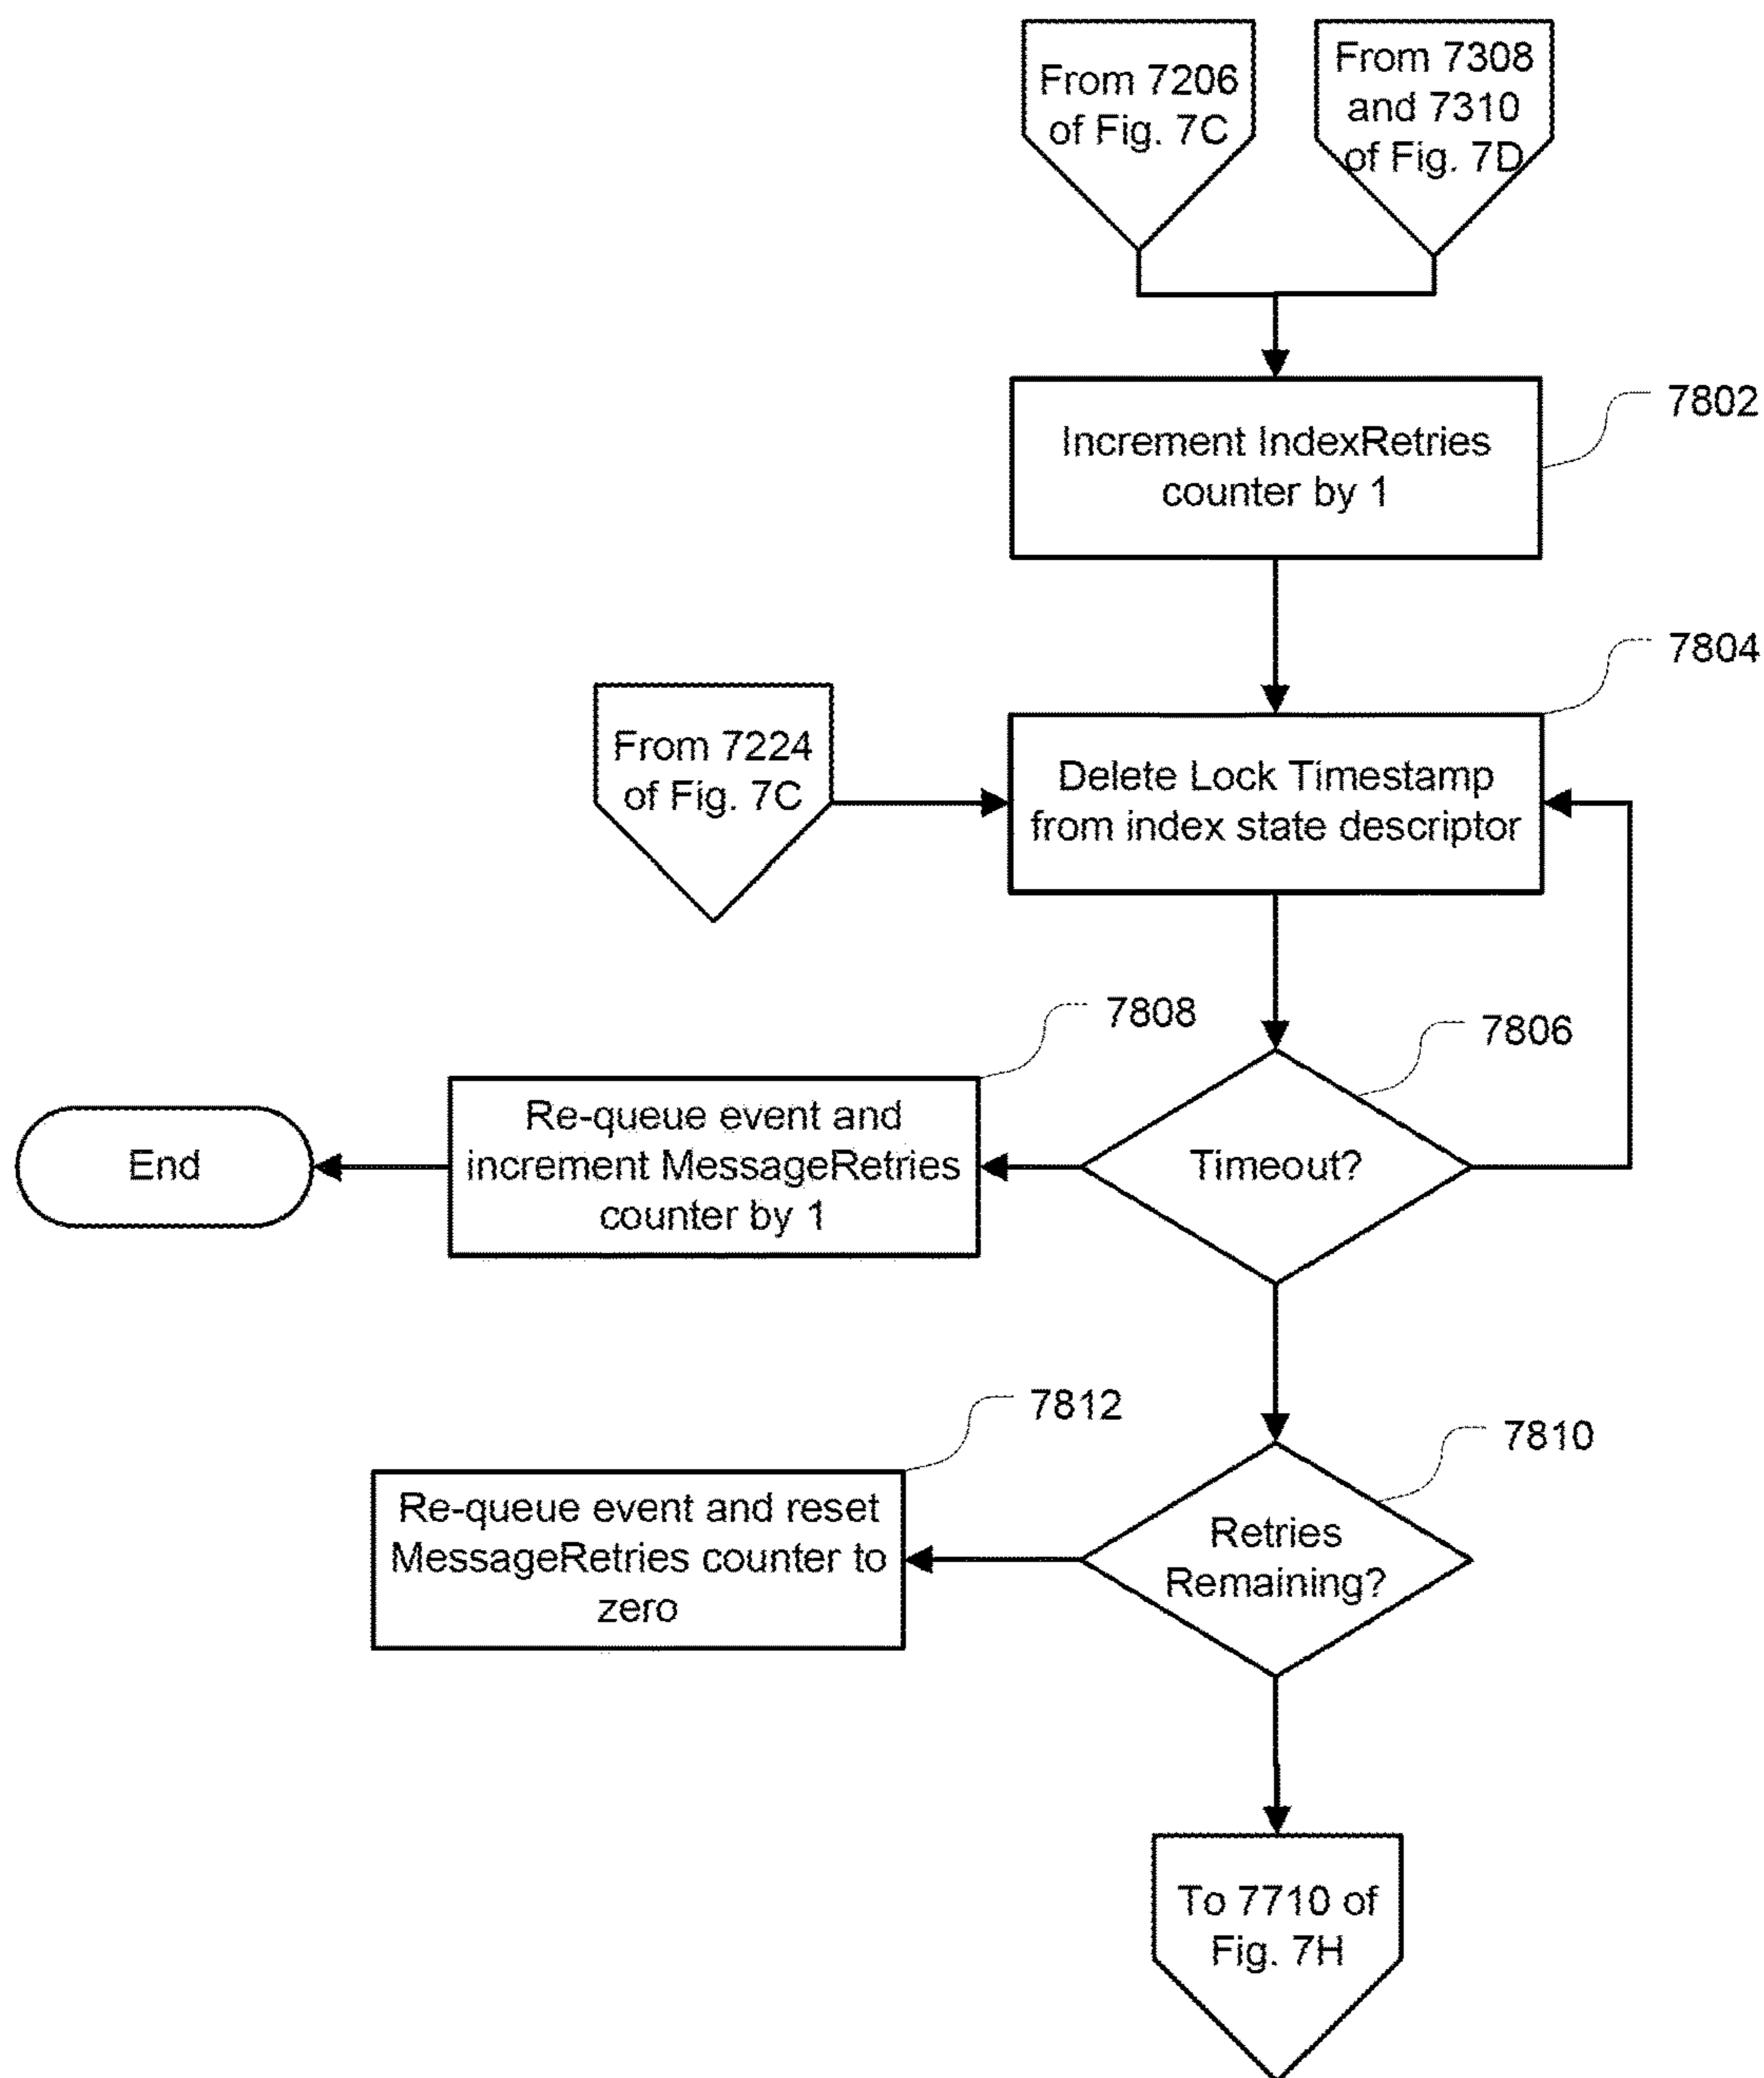 From 7206
of Fig. 7C
From 7308
and 7310
of Fig. 7D
7802
Increment IndexRetries
counter by 1
7804
From 7224
of Fig. 7C
Delete Lock Timestamp
from index state descriptor
7808
7806
End
Re-queue event and
increment MessageRetries
counter by 1
Timeout?
7812
7810
Re-queue event and reset
MessageRetries counter to
zero
Retries
Remaining?
To 7710 of
Fig. 7H